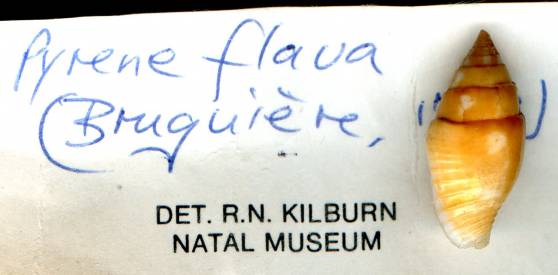 Pyrene flava
(Bruguière, )
DET. R.N. KILBURN
NATAL MUSEUM